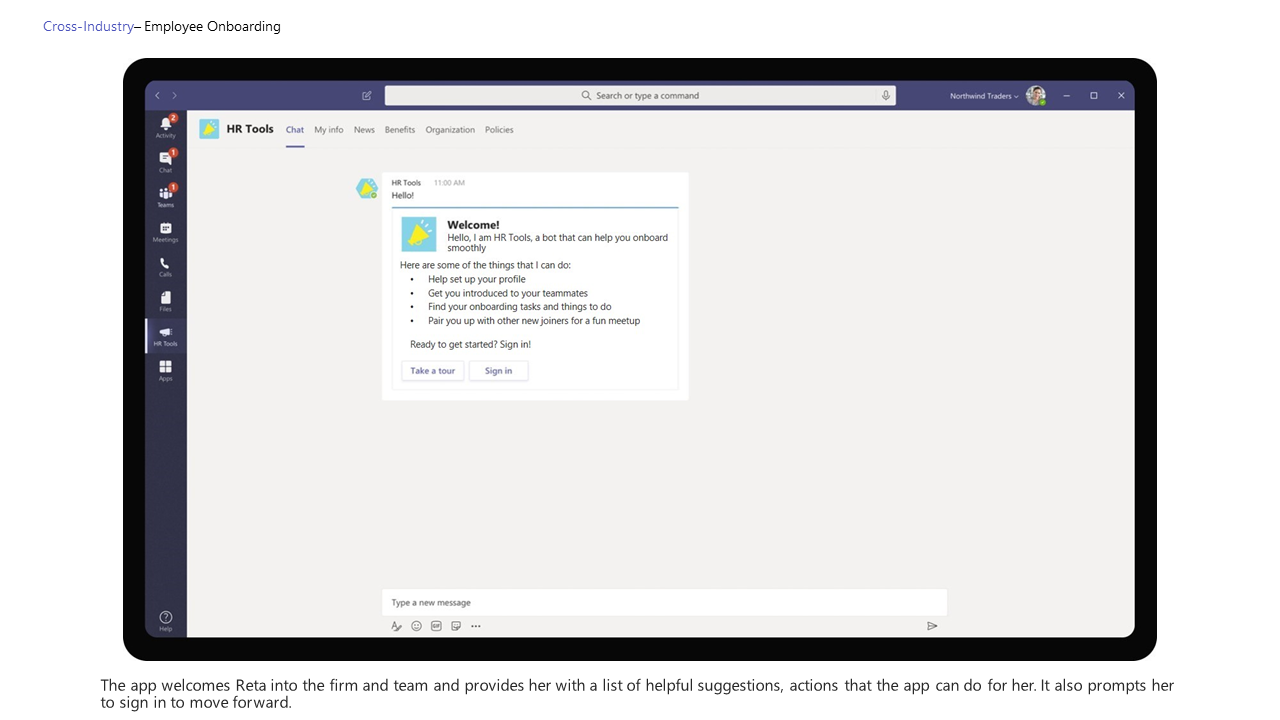 Cross-Industry– Employee Onboarding
Search or type a command
Northwind Traders
2
Activity
HR Tools
Chat
My info
News
Benefits
Organization
Policies
1
Chat
1
Teams
Meetings
Calls
Files
HR Tools
Apps
Help
HR Tools 11:00 AM
Hello!
Welcome!
Hello, I am HR Tools, a bot that can help you onboard
smoothly
Here are some of the things that I can do:
• Help set up your profile
• Get you introduced to your teammates
• Find your onboarding tasks and things to do
• Pair you up with other new joiners for a fun meetup
Ready to get started? Sign in!
Take a tour
Sign in
Type a new message
GIF
The app welcomes Reta into the firm and team and provides her with a list of helpful suggestions, actions that the app can do for her. It also prompts her
to sign in to move forward.